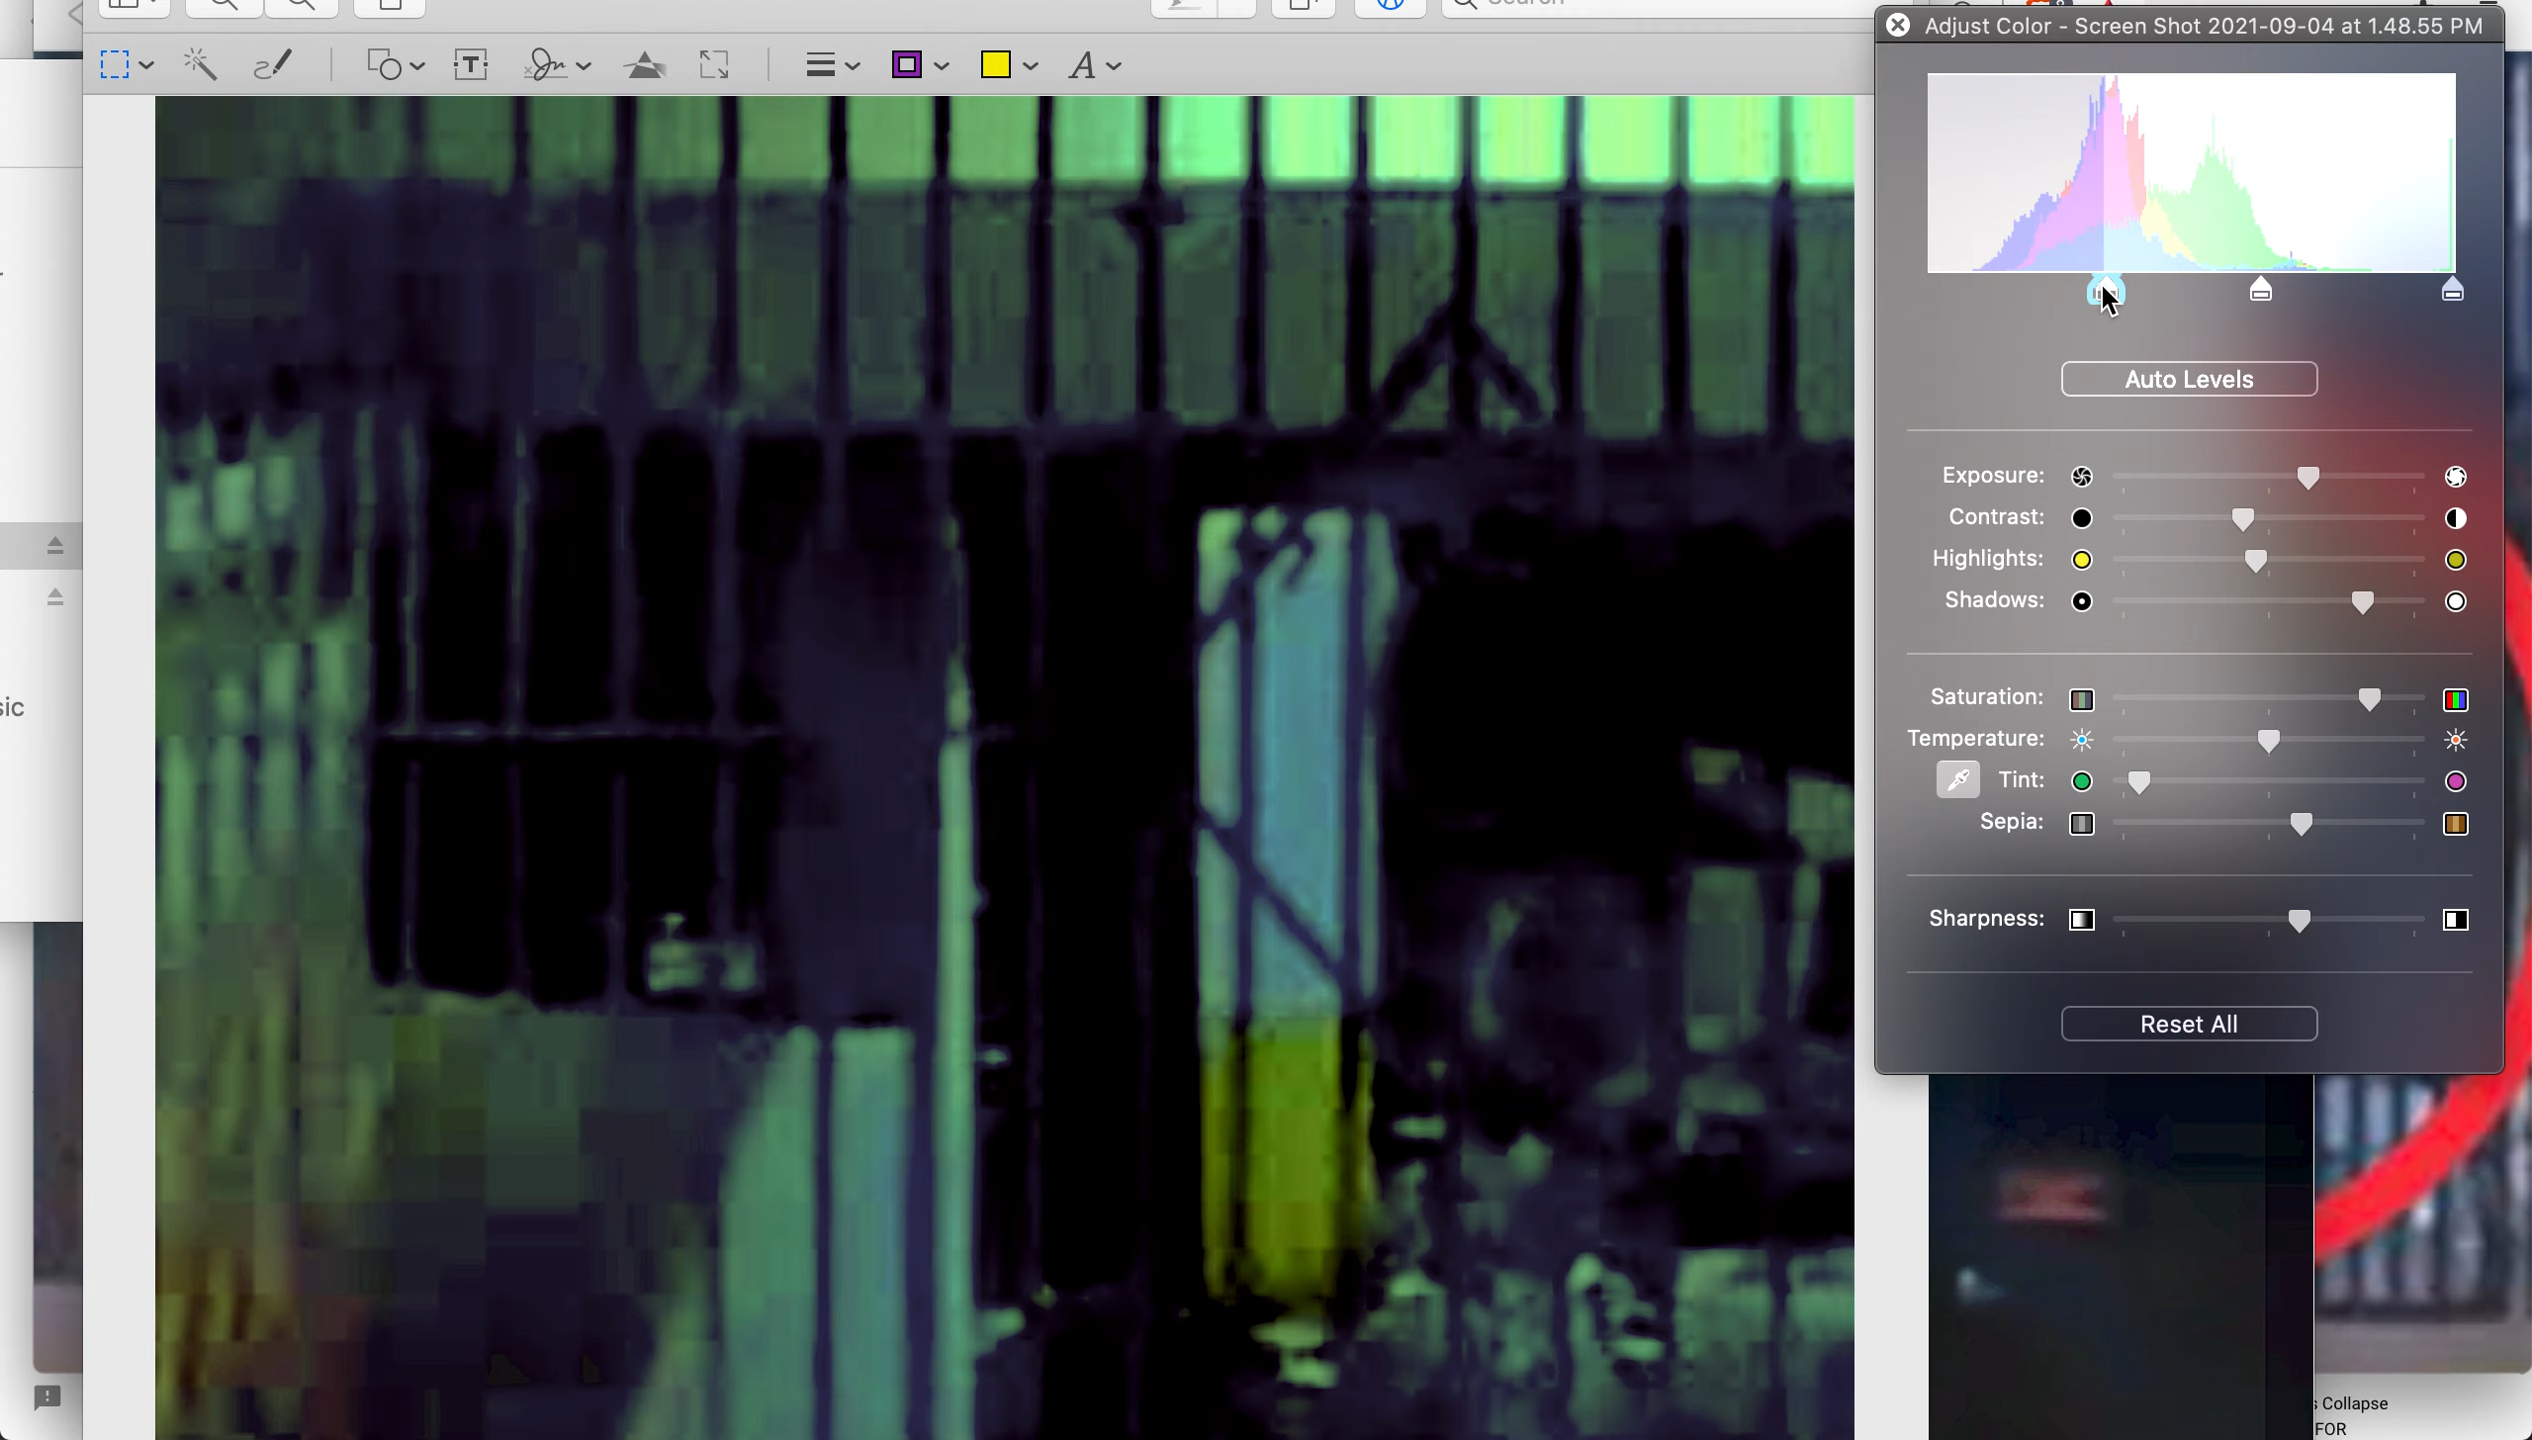 Search
Adjust Color - Screen Shot 2021-09-04 at 1.48.55 PM
Auto Levels
Exposure:
Contrast:
Highlights:
Shadows:
Saturation:
Temperature:
Tint:
Sepia:
Sharpness:
Reset All
sic
s Collapse
FOR